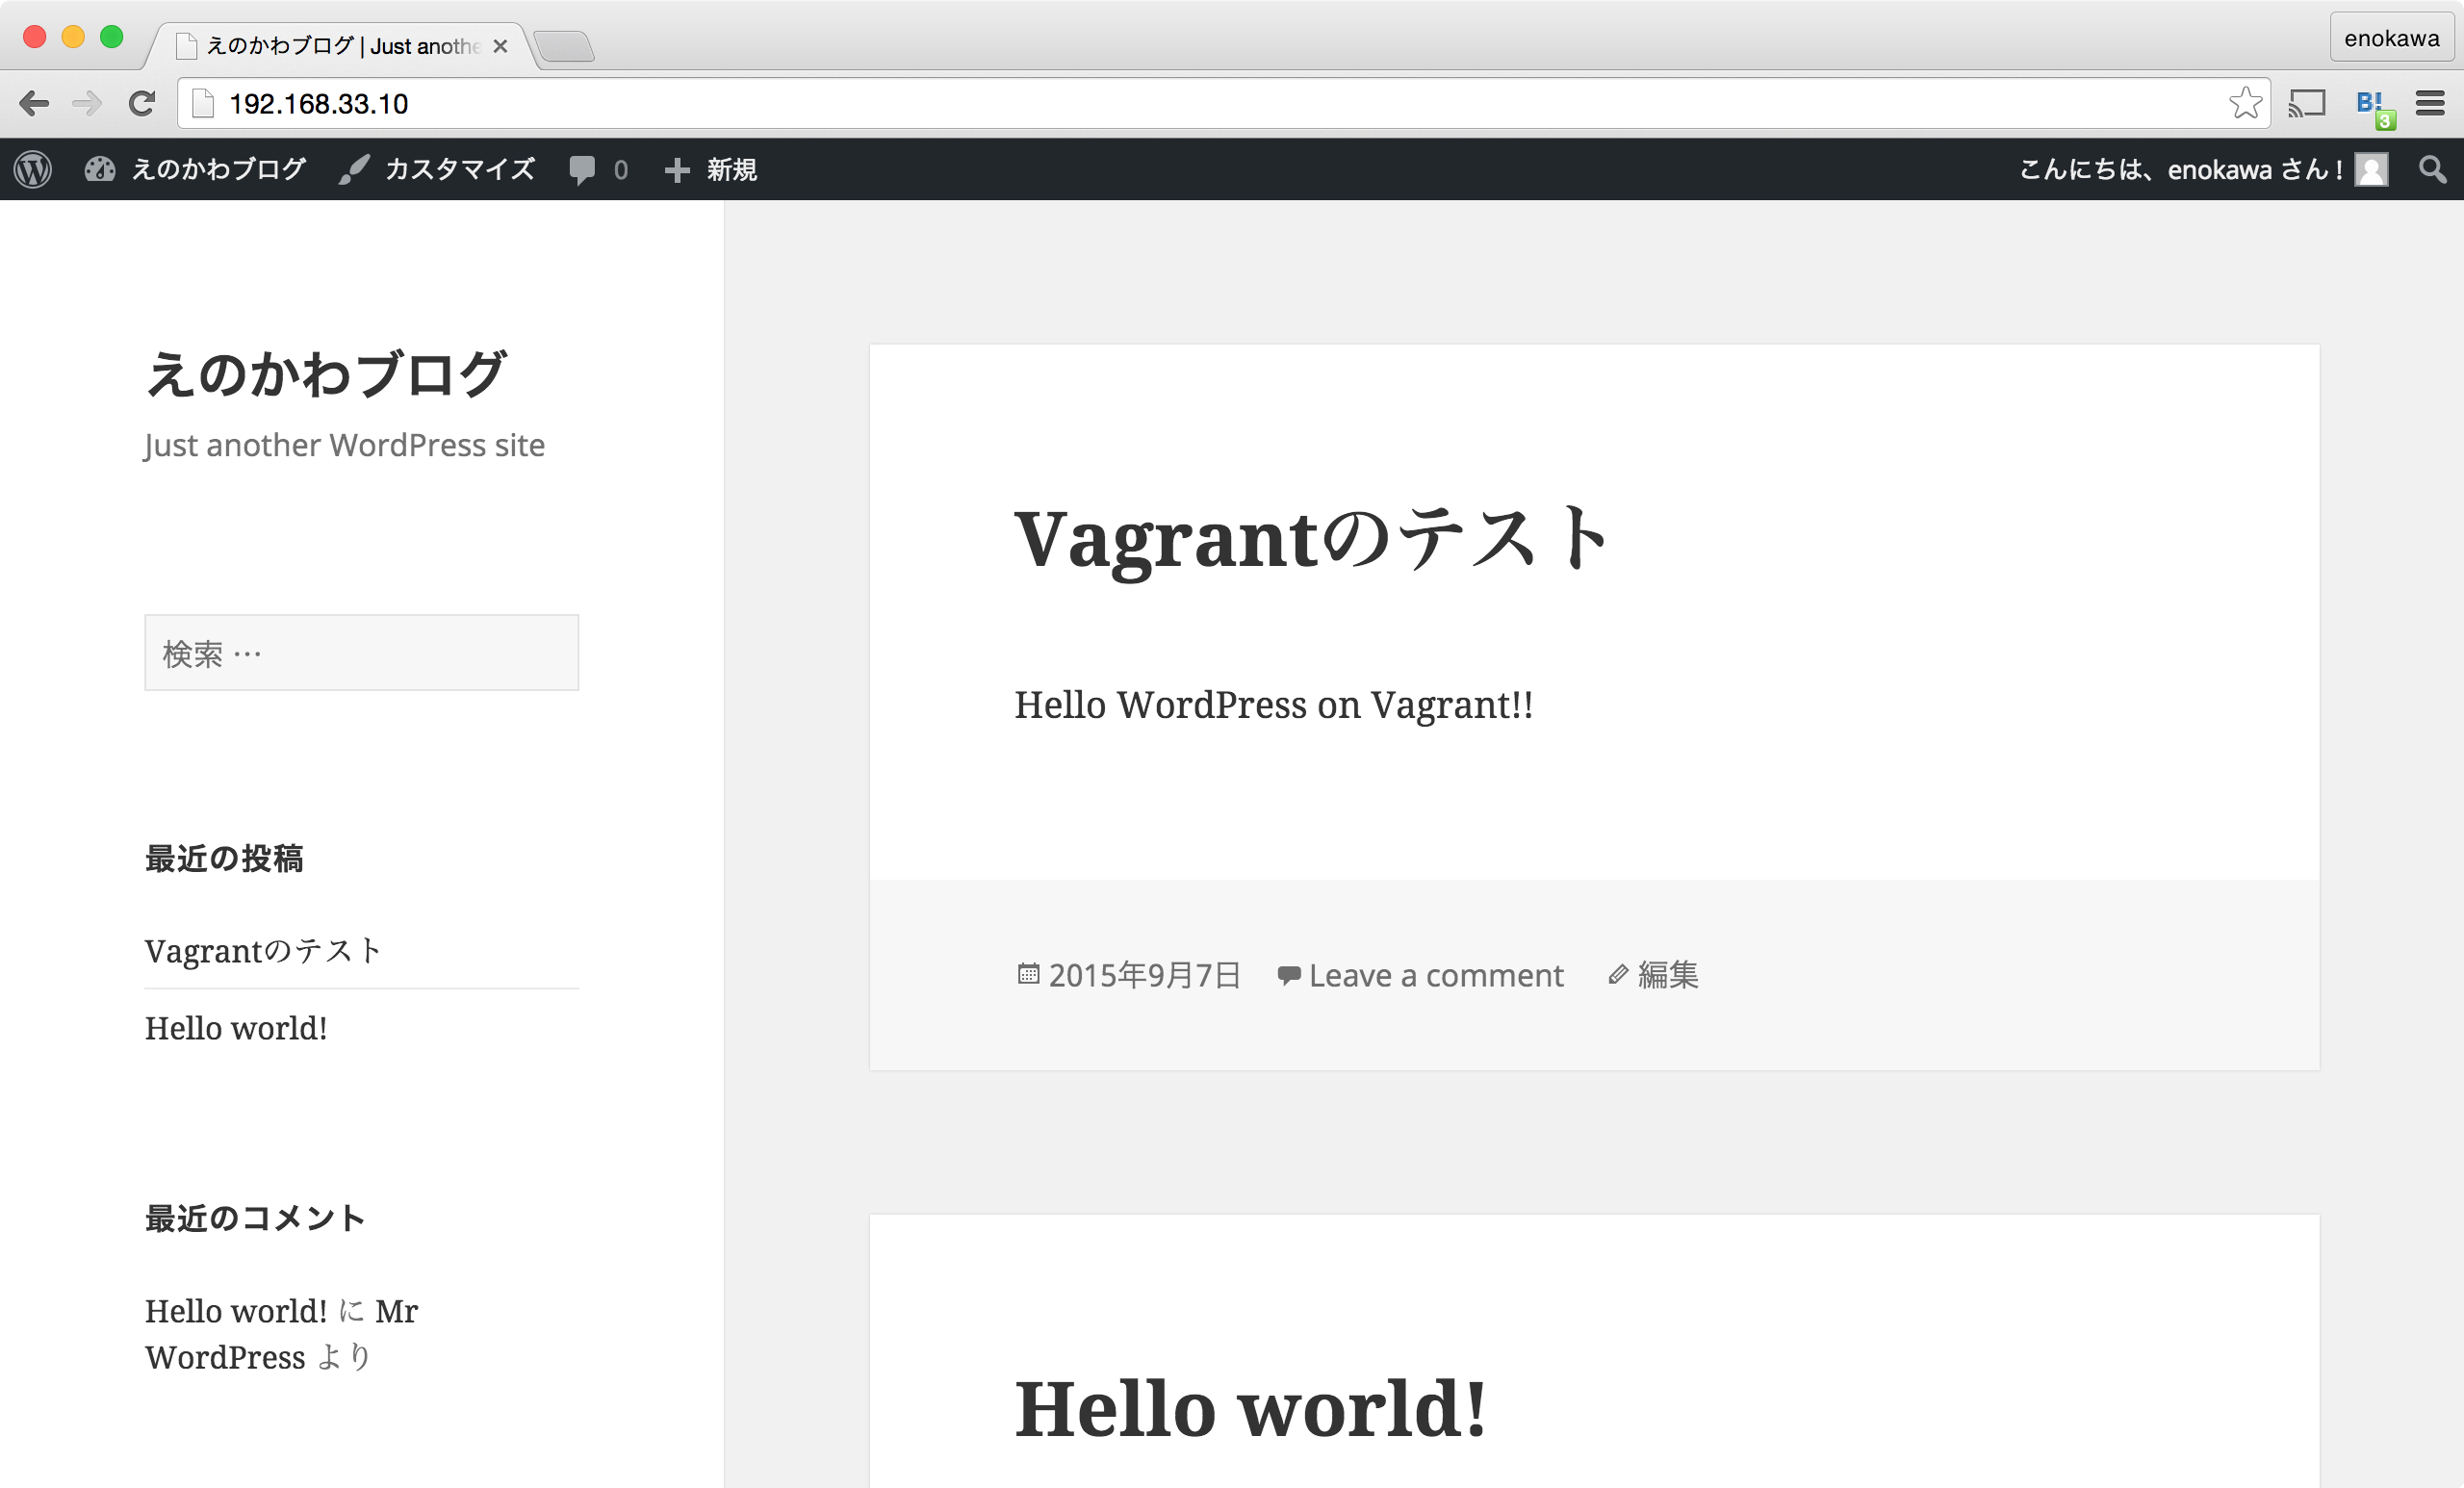 えのかわブログ | Just anothe
enokawa
192.168.33.10
B!
3
えのかわブログ カスタマイズ 0 新規
こんにちは、enokawa さん !
えのかわブログ
Just another WordPress site
検索 …
最近の投稿
Vagrantのテスト
Hello world!
最近のコメント
Hello world! に Mr
WordPress より
Vagrantのテスト
Hello WordPress on Vagrant!!
2015年9月7日 Leave a comment 編集
Hello world!